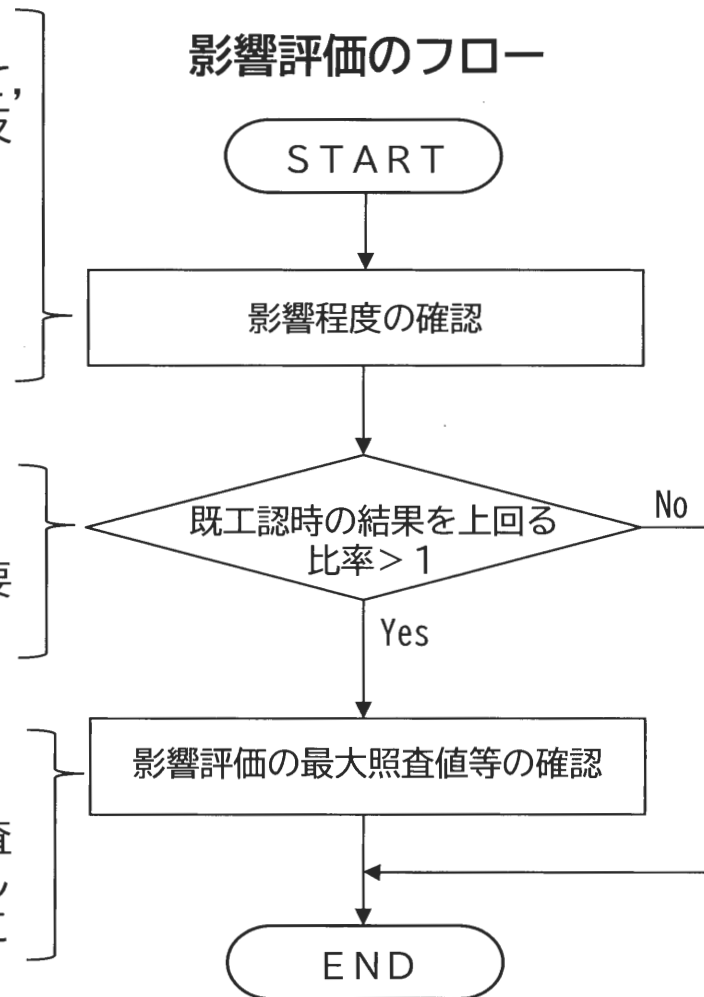 影響評価のフロー
START
影響程度の確認
既工認時の結果を上回る
比率>1
No
Yes
影響評価の最大照査値等の確認
END
要
査